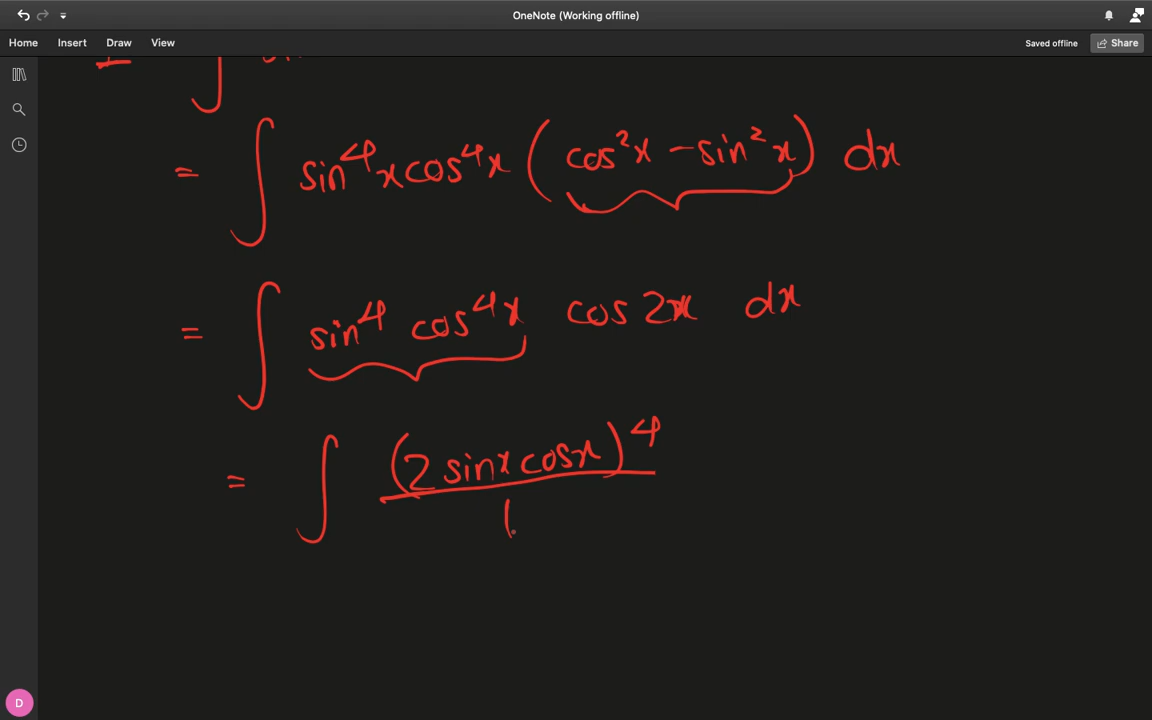 OneNote (Working offline)
Home Insert Draw View
Saved offline Share
= ∫ sin⁴x cos⁴x (cos²x - sin²x) dx
= ∫ sin⁴ cos⁴x cos 2x dx
= ∫ (2 sinx cosx)⁴
D